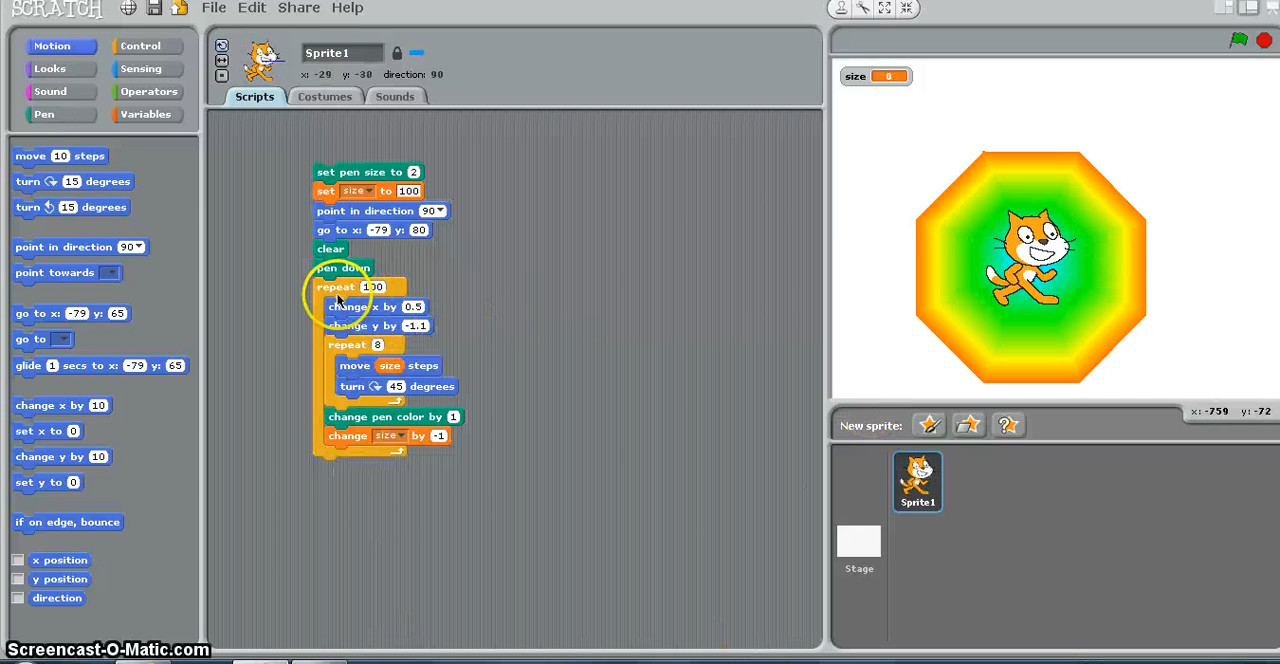 SCRATCH File Edit Share Help
Motion Control
Looks Sensing
Sound Operators
Pen Variables
move 10 steps
turn 15 degrees
turn 15 degrees
point in direction 90
point towards
go to x: -79 y: 65
go to
glide 1 secs to x: -79 y: 65
change x by 10
set x to 0
change y by 10
set y to 0
if on edge, bounce
x position
y position
direction
Sprite1
x: -29 y: -30 direction: 90
Scripts Costumes Sounds
set pen size to 2
set size to 100
point in direction 90
go to x: -79 y: 80
clear
pen down
repeat 100
change x by 0.5
change y by -1.1
repeat 8
move size steps
turn 45 degrees
change pen color by 1
change size by -1
size 0
x: -759 y: -72
New sprite:
Sprite1
Stage
Screencast-O-Matic.com